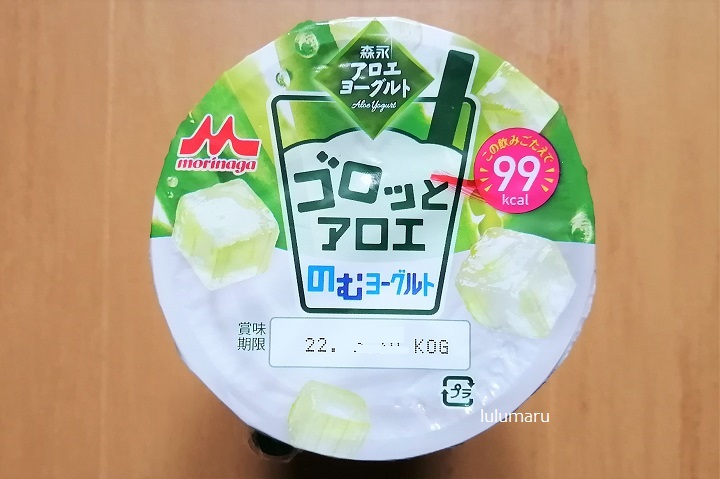 森永
アロエ
ヨーグルト
Aloe Yogurt
morinaga
この飲みごたえで
99
kcal
ゴロッと
アロエ
のむヨーグルト
賞味
期限
22.
KOG
プラ
lulumaru